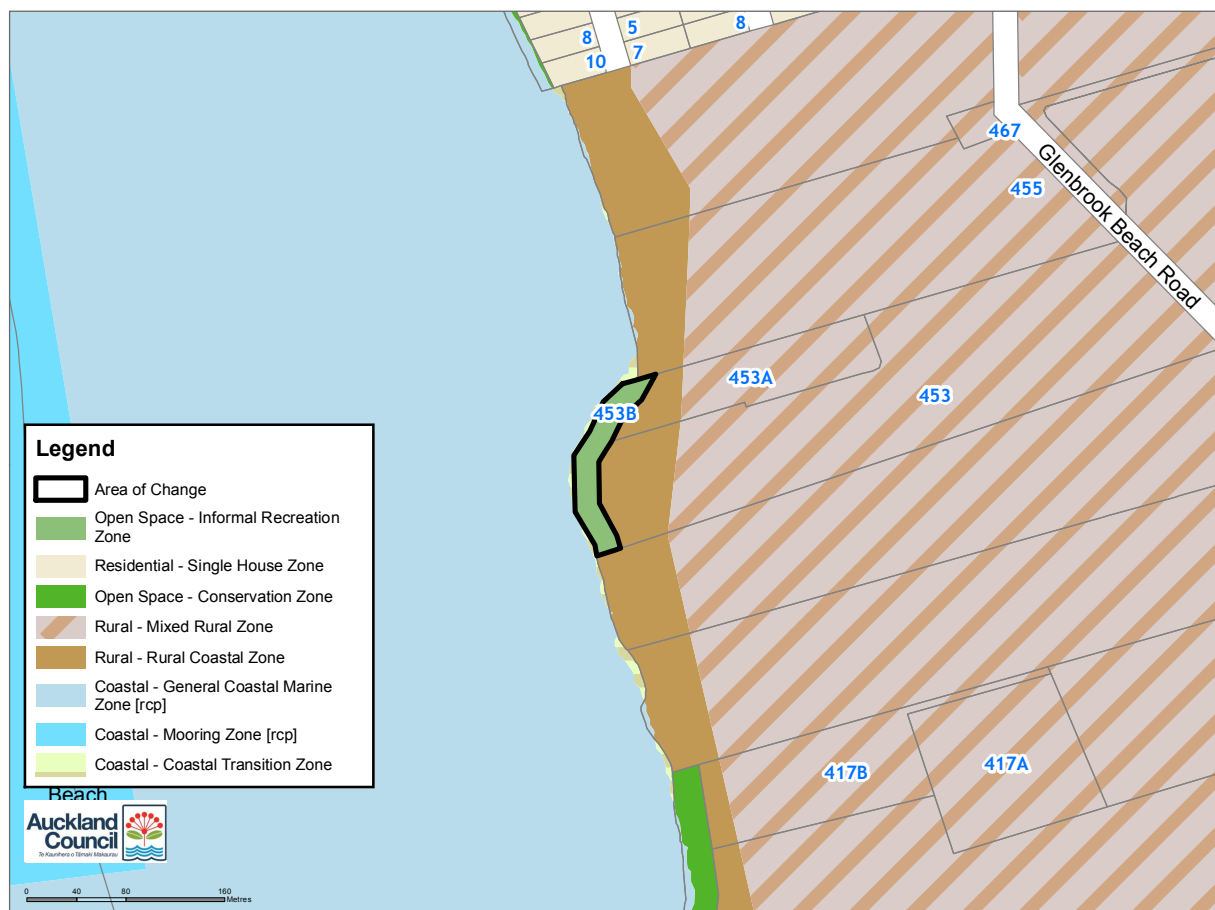 5
8
8
10
7
467
455
Glenbrook Beach Road
453A
453
453B
Legend
Area of Change
Open Space - Informal Recreation
Zone
Residential - Single House Zone
Open Space - Conservation Zone
Rural - Mixed Rural Zone
Rural - Rural Coastal Zone
Coastal - General Coastal Marine
Zone [rcp]
Coastal - Mooring Zone [rcp]
Coastal - Coastal Transition Zone
417B
417A
Beach
Auckland
Council
Te Kaunihera o Tāmaki Makaurau
0 40 80 160
Metres